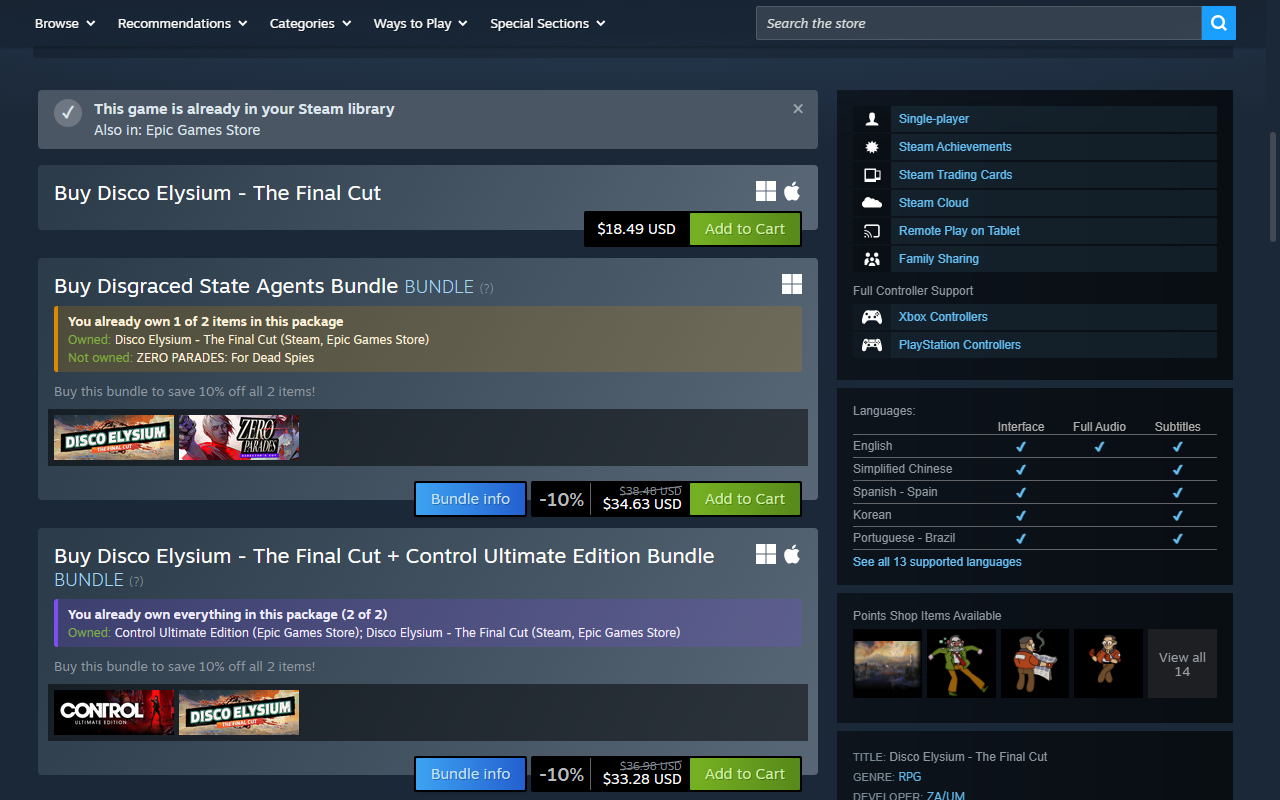 Browse Recommendations Categories Ways to Play Special Sections Search the store
This game is already in your Steam library
Also in: Epic Games Store
Buy Disco Elysium - The Final Cut
$18.49 USD Add to Cart
Buy Disgraced State Agents Bundle BUNDLE (?)
You already own 1 of 2 items in this package
Owned: Disco Elysium - The Final Cut (Steam, Epic Games Store)
Not owned: ZERO PARADES: For Dead Spies
Buy this bundle to save 10% off all 2 items!
DISCO ELYSIUM
THE FINAL CUT
ZERO
PARADES
Bundle info -10% $38.48 USD $34.63 USD Add to Cart
Buy Disco Elysium - The Final Cut + Control Ultimate Edition Bundle
BUNDLE (?)
You already own everything in this package (2 of 2)
Owned: Control Ultimate Edition (Epic Games Store); Disco Elysium - The Final Cut (Steam, Epic Games Store)
Buy this bundle to save 10% off all 2 items!
CONTROL
ULTIMATE EDITION
DISCO ELYSIUM
THE FINAL CUT
Bundle info -10% $36.98 USD $33.28 USD Add to Cart
Single-player
Steam Achievements
Steam Trading Cards
Steam Cloud
Remote Play on Tablet
Family Sharing
Full Controller Support
Xbox Controllers
PlayStation Controllers
Languages:
Interface Full Audio Subtitles
English
Simplified Chinese
Spanish - Spain
Korean
Portuguese - Brazil
See all 13 supported languages
Points Shop Items Available
View all
14
TITLE: Disco Elysium - The Final Cut
GENRE: RPG
DEVELOPER: ZA/UM